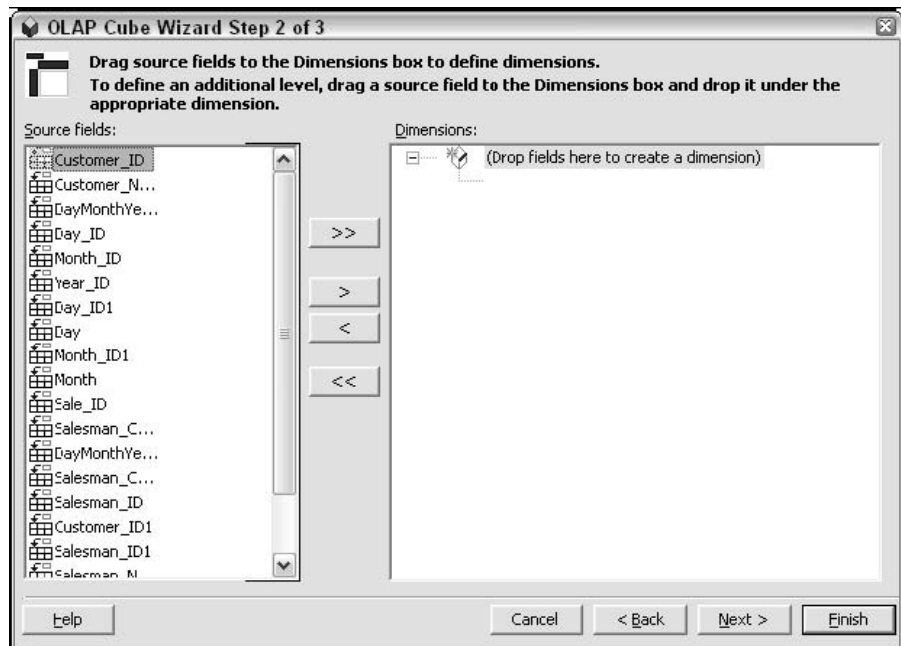 OLAP Cube Wizard Step 2 of 3
Drag source fields to the Dimensions box to define dimensions.
To define an additional level, drag a source field to the Dimensions box and drop it under the
appropriate dimension.
Source fields:
Customer_ID
Customer_N...
DayMonthYe...
Day_ID
Month_ID
Year_ID
Day_ID1
Day
Month_ID1
Month
Sale_ID
Salesman_C...
DayMonthYe...
Salesman_C...
Salesman_ID
Customer_ID1
Salesman_ID1
Salesman_N
>>
>
<
<<
Dimensions:
(Drop fields here to create a dimension)
Help
Cancel
< Back
Next >
Finish